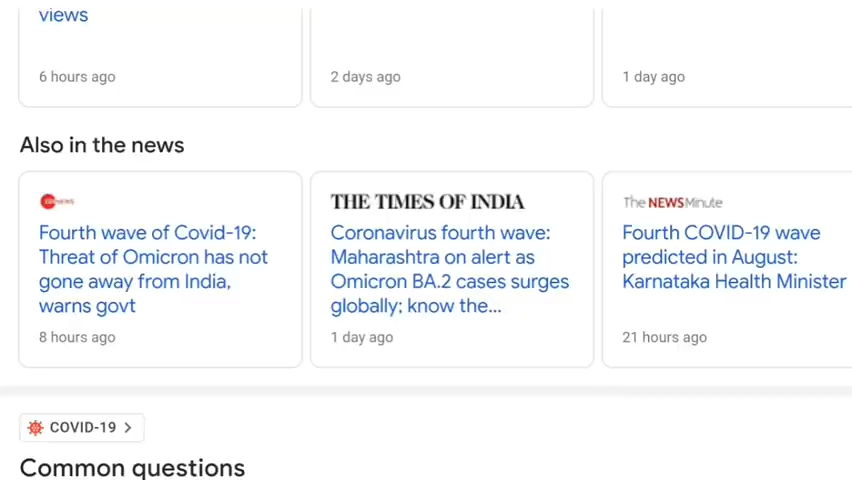 views
6 hours ago
2 days ago
1 day ago
Also in the news
ZEE NEWS
Fourth wave of Covid-19:
Threat of Omicron has not
gone away from India,
warns govt
8 hours ago
THE TIMES OF INDIA
Coronavirus fourth wave:
Maharashtra on alert as
Omicron BA.2 cases surges
globally; know the...
1 day ago
The NEWS Minute
Fourth COVID-19 wave
predicted in August:
Karnataka Health Minister
21 hours ago
COVID-19
Common questions